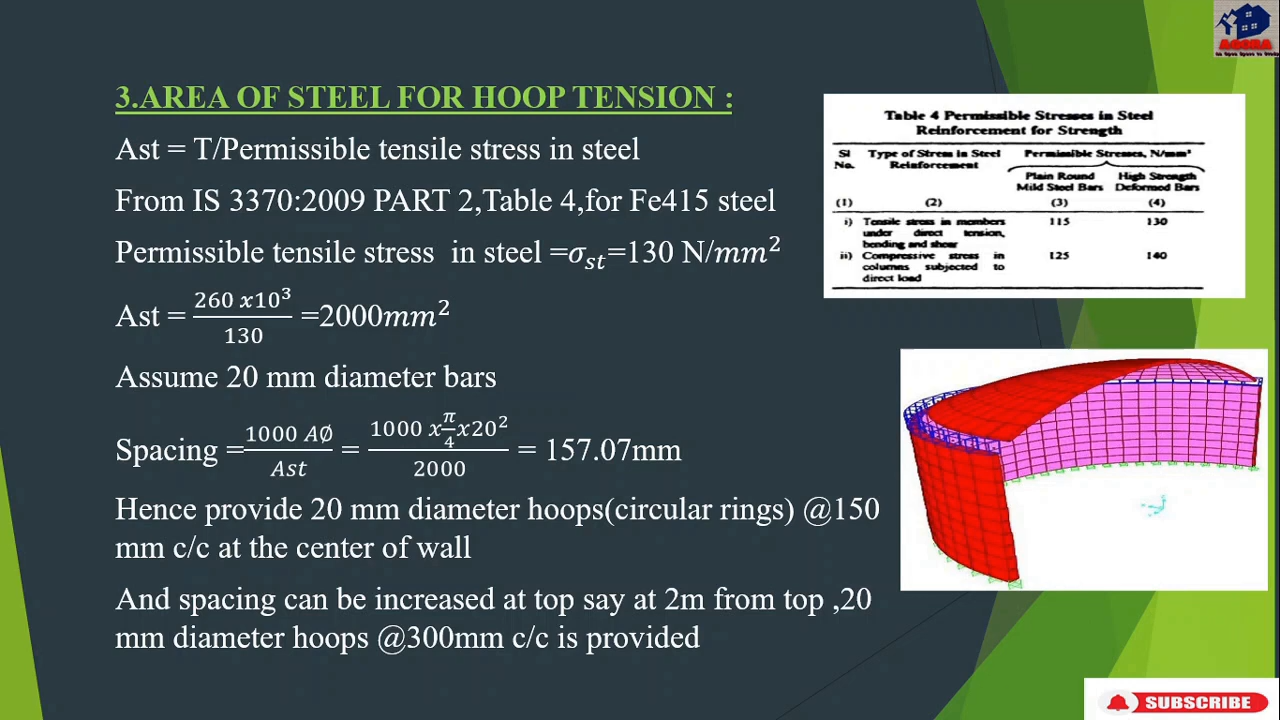 3.AREA OF STEEL FOR HOOP TENSION :
Ast = T/Permissible tensile stress in steel
From IS 3370:2009 PART 2,Table 4,for Fe415 steel
Permissible tensile stress in steel =σst=130 N/mm²
Ast = 260 x10³ / 130 =2000mm²
Assume 20 mm diameter bars
Spacing = 1000 AØ / Ast = 1000 x π/4 x20² / 2000 = 157.07mm
Hence provide 20 mm diameter hoops(circular rings) @150
mm c/c at the center of wall
And spacing can be increased at top say at 2m from top ,20
mm diameter hoops @300mm c/c is provided
AGCRA
Table 4 Permissible Stresses in Steel
Reinforcement for Strength
Sl No. Type of Stress in Steel Reinforcement Permissible Stresses, N/mm²
Plain Round Mild Steel Bars High Strength Deformed Bars
(1) (2) (3) (4)
i) Tensile stress in members 115 130
under direct tension,
bending and shear
ii) Compressive stress in 125 140
columns subjected to
direct load
SUBSCRIBE